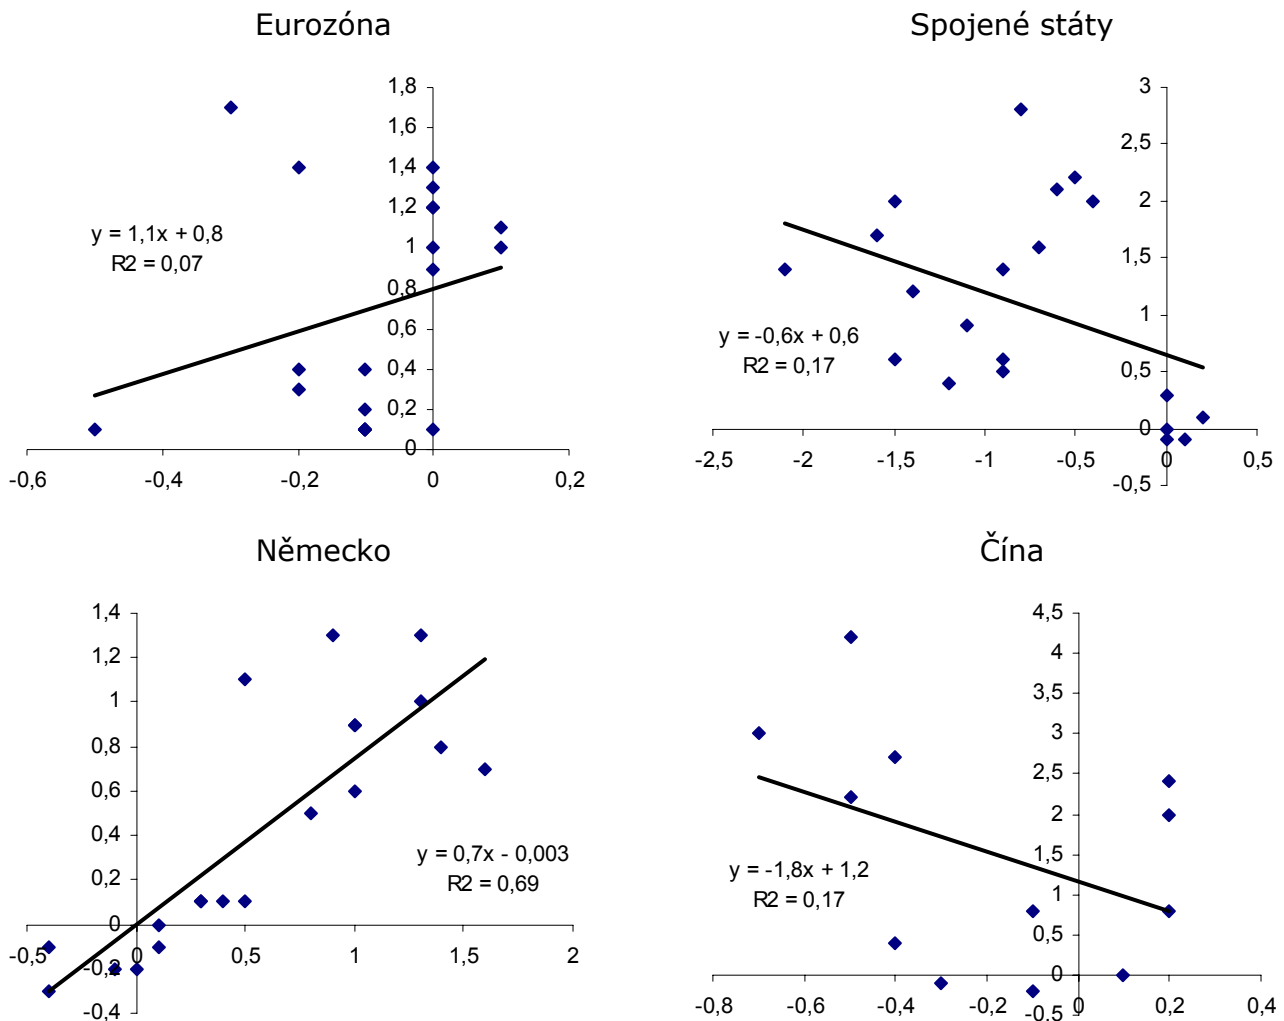 Eurozóna
1,8
1,6
1,4
1,2
1
0,8
0,6
0,4
0,2
0
-0,6 -0,4 -0,2 0 0,2
y = 1,1x + 0,8
R2 = 0,07
Spojené státy
3
2,5
2
1,5
1
0,5
0
-0,5
-2,5 -2 -1,5 -1 -0,5 0 0,5
y = -0,6x + 0,6
R2 = 0,17
Německo
1,4
1,2
1
0,8
0,6
0,4
0,2
0
-0,2
-0,4
-0,5 0 0,5 1 1,5 2
y = 0,7x - 0,003
R2 = 0,69
Čína
4,5
4
3,5
3
2,5
2
1,5
1
0,5
0
-0,5
-0,8 -0,6 -0,4 -0,2 0 0,2 0,4
y = -1,8x + 1,2
R2 = 0,17